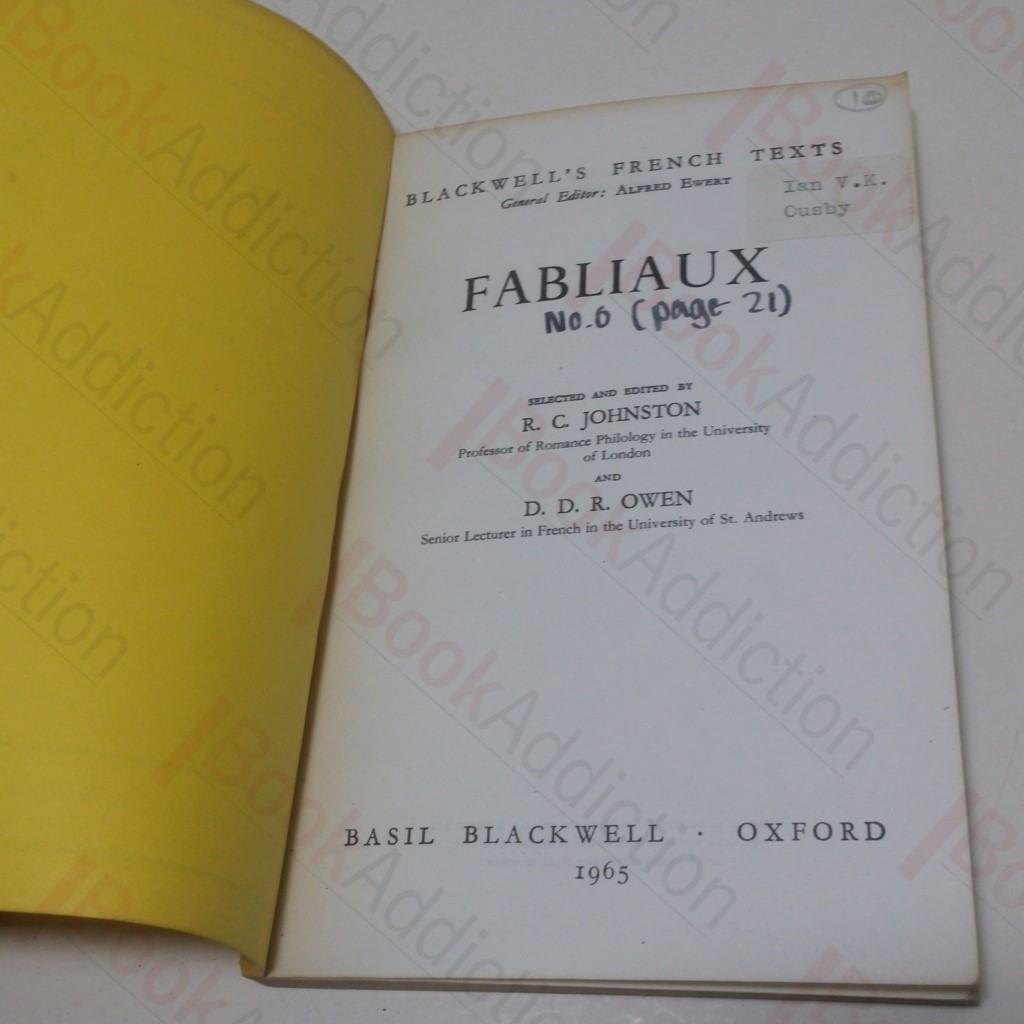 BLACKWELL'S FRENCH TEXTS
General Editor: ALFRED EWERT
Ian V.K.
Ousby
FABLIAUX
No.6 (page 21)
SELECTED AND EDITED BY
R. C. JOHNSTON
Professor of Romance Philology in the University
of London
AND
D. D. R. OWEN
Senior Lecturer in French in the University of St. Andrews
BASIL BLACKWELL · OXFORD
1965
BookAddiction